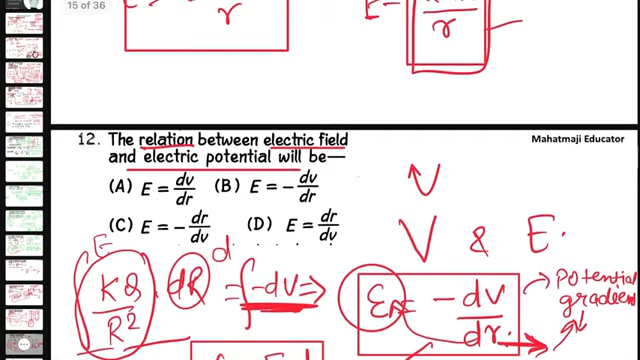 15 of 36
r
r
12. The relation between electric field
and electric potential will be—
Mahatmaji Educator
(A) E = dv/dr (B) E = - dv/dr
(C) E = - dr/dv (D) E = dr/dv
V
V & E.
E
KQ/R² dR = ∫-dV ⇒
d
E = -dV/dr.
Potential